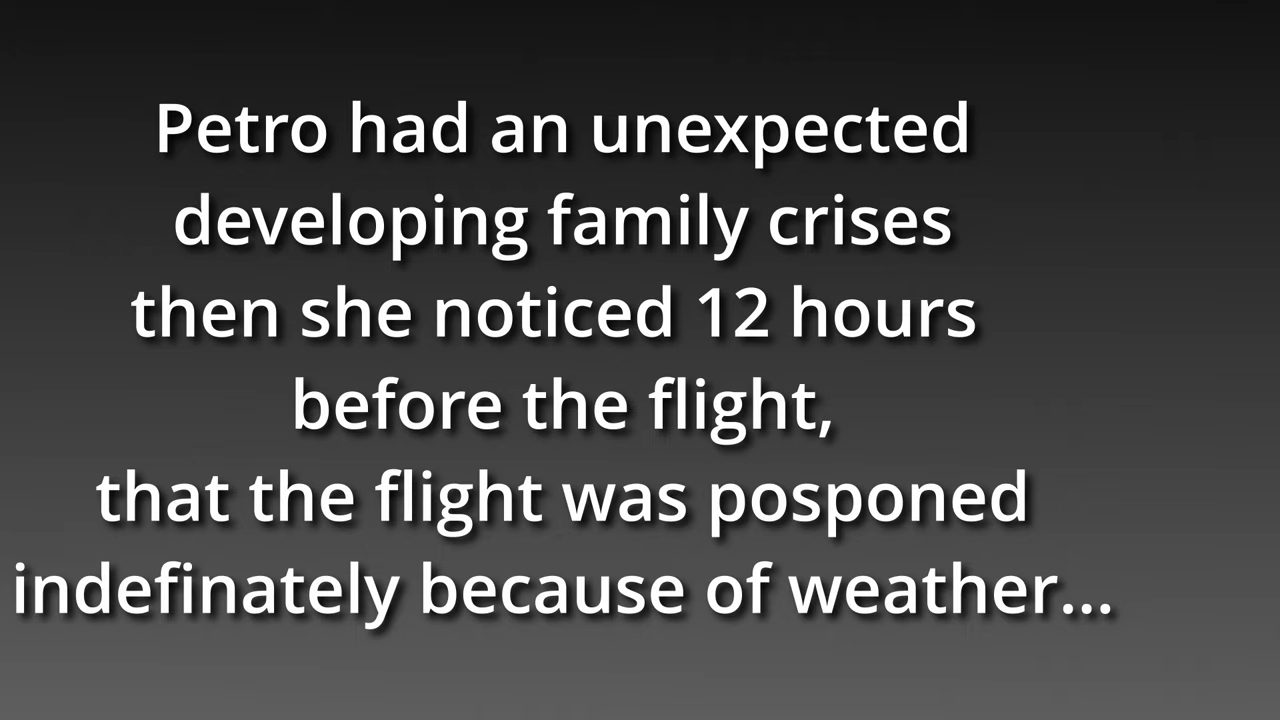 Petro had an unexpected
developing family crises
then she noticed 12 hours
before the flight,
that the flight was posponed
indefinately because of weather...